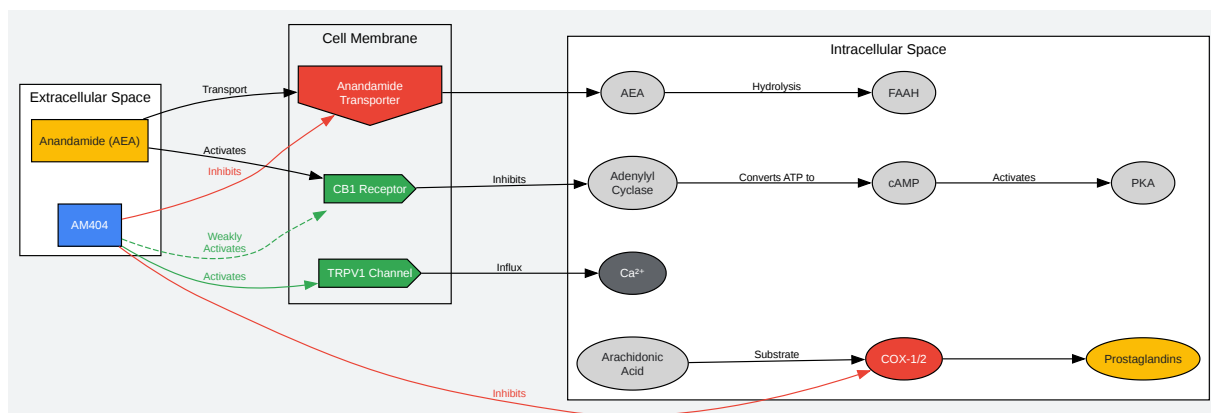 Extracellular Space
Anandamide (AEA)
AM404
Transport
Activates
Inhibits
Weakly
Activates
Activates
Inhibits
Cell Membrane
Anandamide
Transporter
CB1 Receptor
TRPV1 Channel
Inhibits
Influx
Intracellular Space
AEA
Hydrolysis
FAAH
Adenylyl
Cyclase
Converts ATP to
cAMP
Activates
PKA
Ca²⁺
Arachidonic
Acid
Substrate
COX-1/2
Prostaglandins